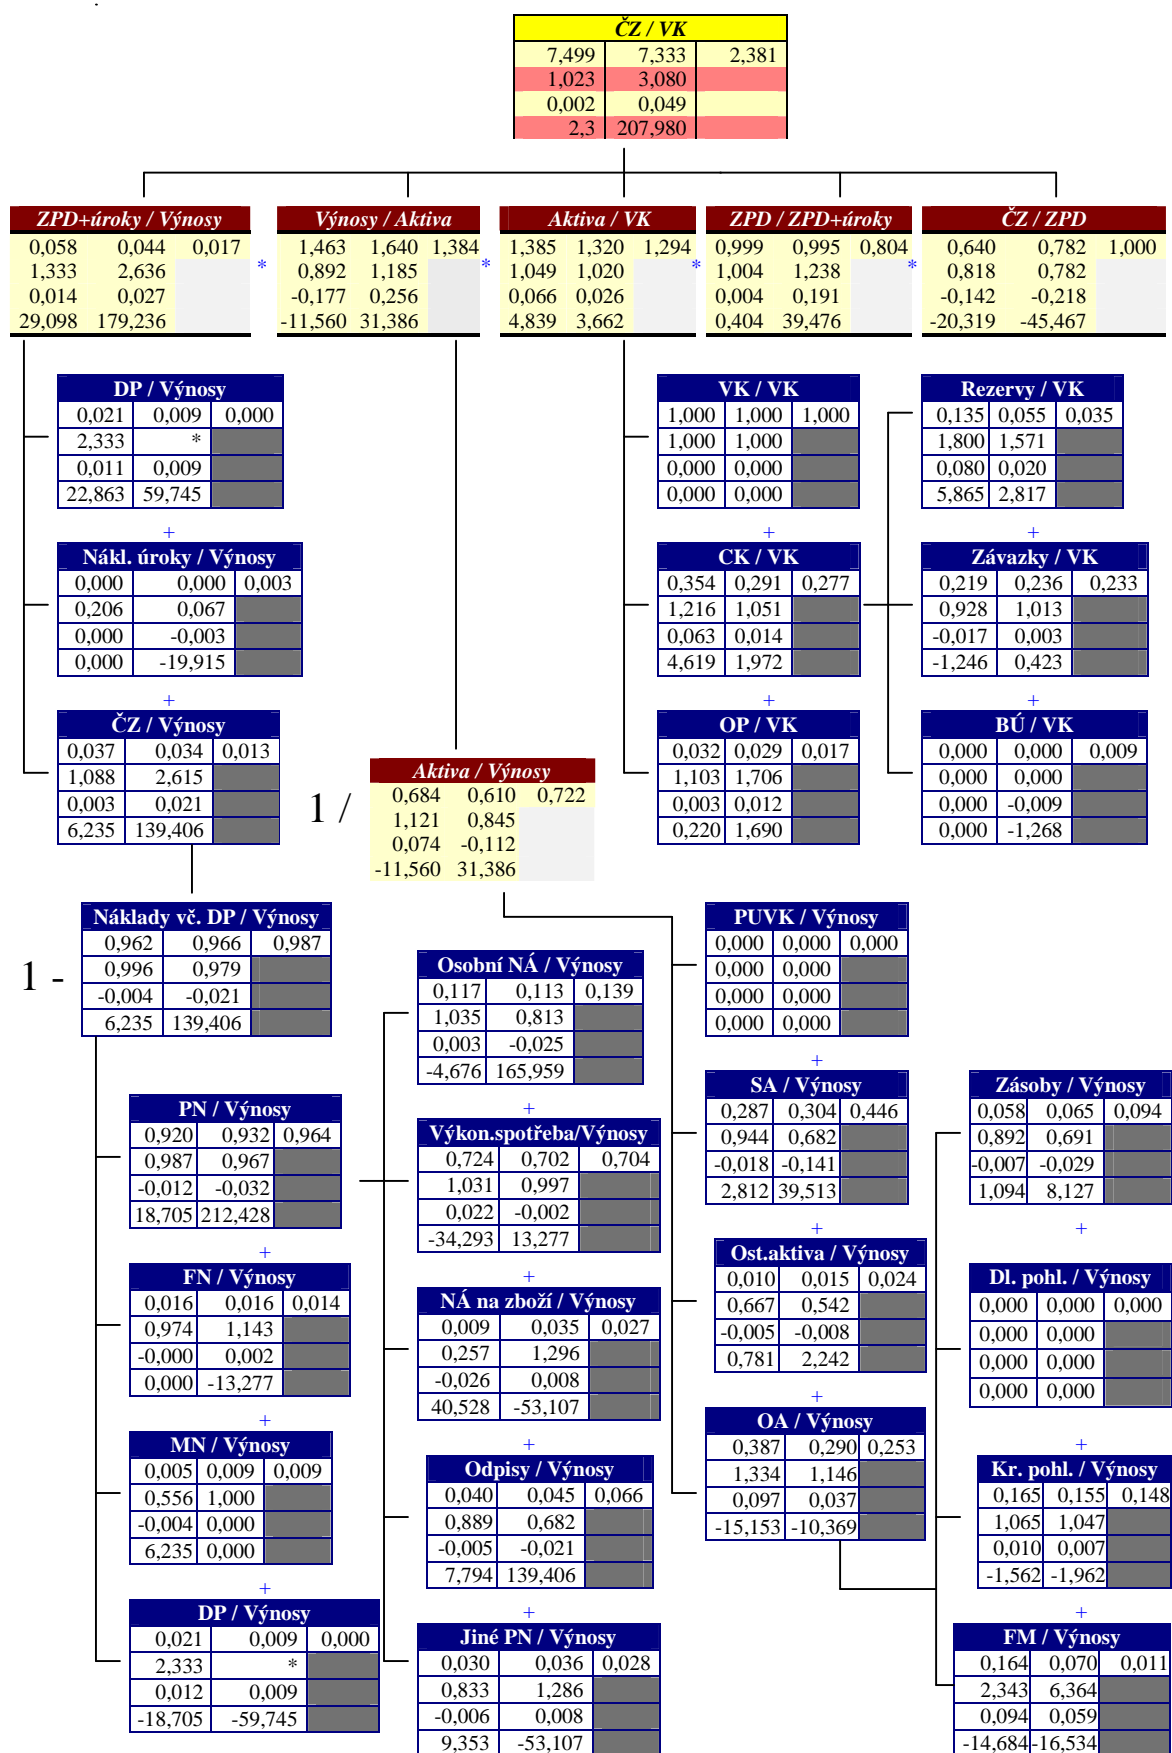 ČZ / VK
7,499 7,333 2,381
1,023 3,080
0,002 0,049
2,3 207,980
ZPD+úroky / Výnosy
0,058 0,044 0,017
1,333 2,636
0,014 0,027
29,098 179,236
*
Výnosy / Aktiva
1,463 1,640 1,384
0,892 1,185
-0,177 0,256
-11,560 31,386
*
Aktiva / VK
1,385 1,320 1,294
1,049 1,020
0,066 0,026
4,839 3,662
*
ZPD / ZPD+úroky
0,999 0,995 0,804
1,004 1,238
0,004 0,191
0,404 39,476
*
ČZ / ZPD
0,640 0,782 1,000
0,818 0,782
-0,142 -0,218
-20,319 -45,467
DP / Výnosy
0,021 0,009 0,000
2,333 *
0,011 0,009
22,863 59,745
+
Nákl. úroky / Výnosy
0,000 0,000 0,003
0,206 0,067
0,000 -0,003
0,000 -19,915
+
ČZ / Výnosy
0,037 0,034 0,013
1,088 2,615
0,003 0,021
6,235 139,406
VK / VK
1,000 1,000 1,000
1,000 1,000
0,000 0,000
0,000 0,000
+
CK / VK
0,354 0,291 0,277
1,216 1,051
0,063 0,014
4,619 1,972
+
OP / VK
0,032 0,029 0,017
1,103 1,706
0,003 0,012
0,220 1,690
Rezervy / VK
0,135 0,055 0,035
1,800 1,571
0,080 0,020
5,865 2,817
+
Závazky / VK
0,219 0,236 0,233
0,928 1,013
-0,017 0,003
-1,246 0,423
+
BÚ / VK
0,000 0,000 0,009
0,000 0,000
0,000 -0,009
0,000 -1,268
1 /
Aktiva / Výnosy
0,684 0,610 0,722
1,121 0,845
0,074 -0,112
-11,560 31,386
1 -
Náklady vč. DP / Výnosy
0,962 0,966 0,987
0,996 0,979
-0,004 -0,021
6,235 139,406
PN / Výnosy
0,920 0,932 0,964
0,987 0,967
-0,012 -0,032
18,705 212,428
+
FN / Výnosy
0,016 0,016 0,014
0,974 1,143
-0,000 0,002
0,000 -13,277
+
MN / Výnosy
0,005 0,009 0,009
0,556 1,000
-0,004 0,000
6,235 0,000
+
DP / Výnosy
0,021 0,009 0,000
2,333 *
0,012 0,009
-18,705 -59,745
Osobní NÁ / Výnosy
0,117 0,113 0,139
1,035 0,813
0,003 -0,025
-4,676 165,959
+
Výkon.spotřeba/Výnosy
0,724 0,702 0,704
1,031 0,997
0,022 -0,002
-34,293 13,277
+
NÁ na zboží / Výnosy
0,009 0,035 0,027
0,257 1,296
-0,026 0,008
40,528 -53,107
+
Odpisy / Výnosy
0,040 0,045 0,066
0,889 0,682
-0,005 -0,021
7,794 139,406
+
Jiné PN / Výnosy
0,030 0,036 0,028
0,833 1,286
-0,006 0,008
9,353 -53,107
PUVK / Výnosy
0,000 0,000 0,000
0,000 0,000
0,000 0,000
0,000 0,000
+
SA / Výnosy
0,287 0,304 0,446
0,944 0,682
-0,018 -0,141
2,812 39,513
+
Ost.aktiva / Výnosy
0,010 0,015 0,024
0,667 0,542
-0,005 -0,008
0,781 2,242
+
OA / Výnosy
0,387 0,290 0,253
1,334 1,146
0,097 0,037
-15,153 -10,369
Zásoby / Výnosy
0,058 0,065 0,094
0,892 0,691
-0,007 -0,029
1,094 8,127
+
Dl. pohl. / Výnosy
0,000 0,000 0,000
0,000 0,000
0,000 0,000
0,000 0,000
+
Kr. pohl. / Výnosy
0,165 0,155 0,148
1,065 1,047
0,010 0,007
-1,562 -1,962
+
FM / Výnosy
0,164 0,070 0,011
2,343 6,364
0,094 0,059
-14,684 -16,534